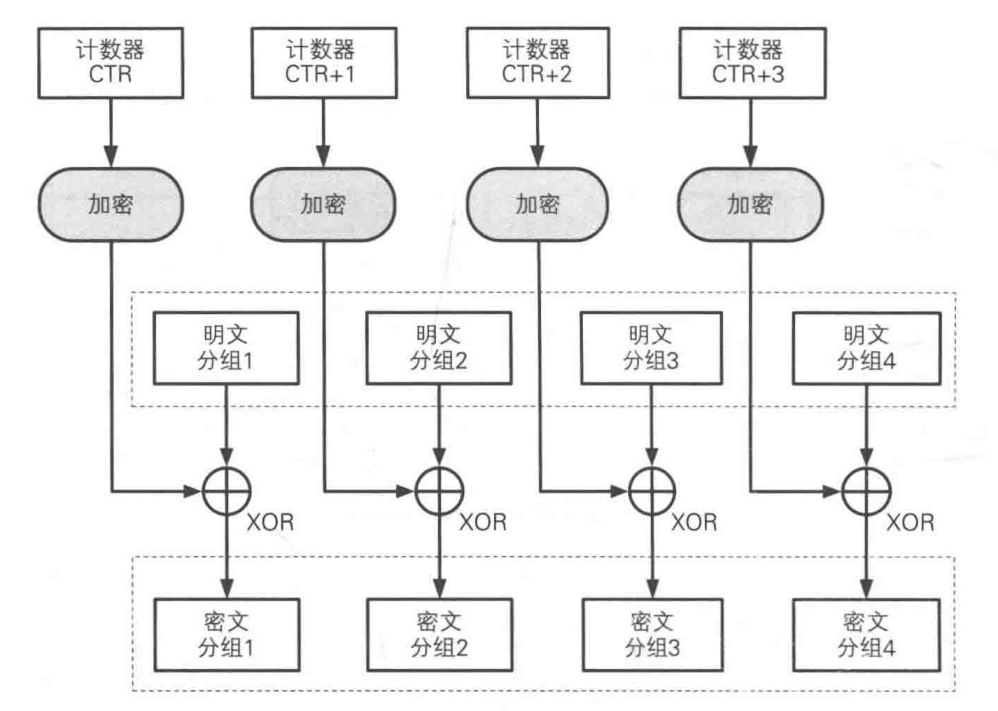 计数器
CTR
计数器
CTR+1
计数器
CTR+2
计数器
CTR+3
加密
加密
加密
加密
明文
分组1
明文
分组2
明文
分组3
明文
分组4
XOR
XOR
XOR
XOR
密文
分组1
密文
分组2
密文
分组3
密文
分组4